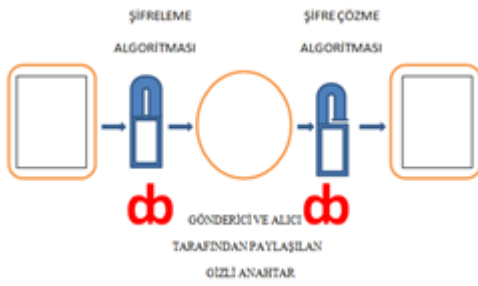 ŞİFRELEME
ALGORİTMASI
ŞİFRE ÇÖZME
ALGORİTMASI
GÖNDERİCİ VE ALICI
TARAFINDAN PAYLAŞILAN
GİZLİ ANAHTAR